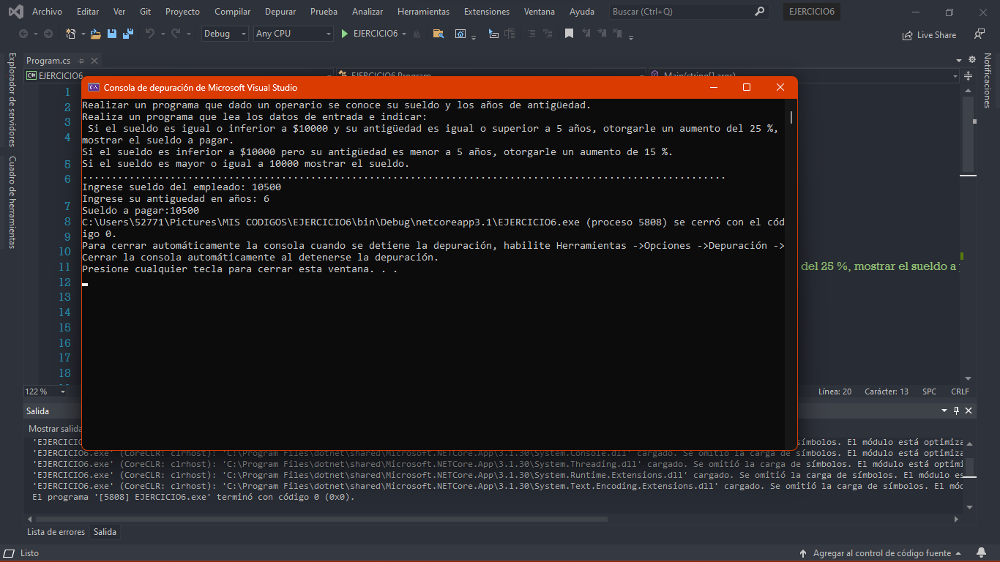 Archivo Editar Ver Git Proyecto Compilar Depurar Prueba Analizar Herramientas Extensiones Ventana Ayuda Buscar (Ctrl+Q) EJERCICIO6
Debug Any CPU EJERCICIO6 Live Share
Explorador de servidores
Cuadro de herramientas
Notificaciones
Program.cs
C# EJERCICIO6 EJERCICIO6.Program Main(string[] args)
Consola de depuración de Microsoft Visual Studio
Realizar un programa que dado un operario se conoce su sueldo y los años de antigüedad.
Realiza un programa que lea los datos de entrada e indicar:
Si el sueldo es igual o inferior a $10000 y su antigüedad es igual o superior a 5 años, otorgarle un aumento del 25 %,
mostrar el sueldo a pagar.
Si el sueldo es inferior a $10000 pero su antigüedad es menor a 5 años, otorgarle un aumento de 15 %.
Si el sueldo es mayor o igual a 10000 mostrar el sueldo.
..............................................................................................................
Ingrese sueldo del empleado: 10500
Ingrese su antiguedad en años: 6
Sueldo a pagar:10500
C:\Users\52771\Pictures\MIS CODIGOS\EJERCICIO6\bin\Debug\netcoreapp3.1\EJERCICIO6.exe (proceso 5808) se cerró con el cód
igo 0.
Para cerrar automáticamente la consola cuando se detiene la depuración, habilite Herramientas ->Opciones ->Depuración ->
Cerrar la consola automáticamente al detenerse la depuración.
Presione cualquier tecla para cerrar esta ventana. . .
1
2
3
4
5
6
7
8
9
10
11 del 25 %, mostrar el sueldo a
12
13
14
15
16
17
18
122 % Línea: 20 Carácter: 13 SPC CRLF
Salida
Mostrar salida
'EJERCICIO símbolos. El módulo está optimiza
'EJERCICIO6.exe' (CoreCLR: clrhost): 'C:\Program Files\dotnet\shared\Microsoft.NETCore.App\3.1.30\System.Console.dll' cargado. Se omitió la carga de símbolos. El módulo está optimiza
'EJERCICIO6.exe' (CoreCLR: clrhost): 'C:\Program Files\dotnet\shared\Microsoft.NETCore.App\3.1.30\System.Threading.dll' cargado. Se omitió la carga de símbolos. El módulo está optimi
'EJERCICIO6.exe' (CoreCLR: clrhost): 'C:\Program Files\dotnet\shared\Microsoft.NETCore.App\3.1.30\System.Runtime.Extensions.dll' cargado. Se omitió la carga de símbolos. El módulo es
'EJERCICIO6.exe' (CoreCLR: clrhost): 'C:\Program Files\dotnet\shared\Microsoft.NETCore.App\3.1.30\System.Text.Encoding.Extensions.dll' cargado. Se omitió la carga de símbolos. El móc
El programa '[5808] EJERCICIO6.exe' terminó con código 0 (0x0).
Lista de errores Salida
Listo Agregar al control de código fuente